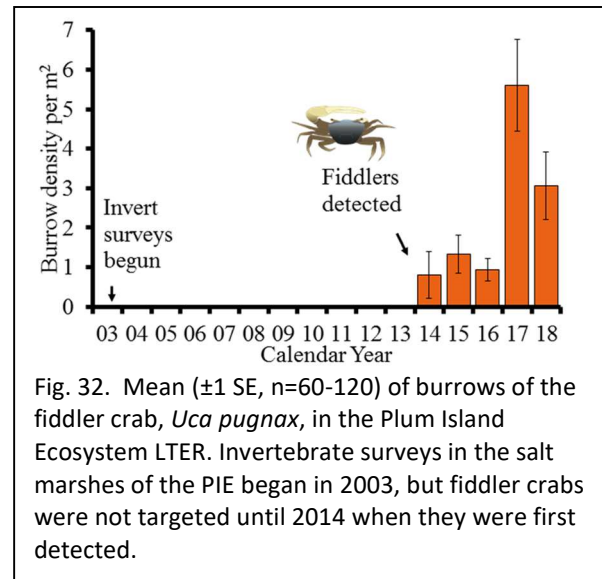 7
6
5
4
3
2
1
0
Burrow density per m²
Invert
surveys
begun
Fiddlers
detected
03 04 05 06 07 08 09 10 11 12 13 14 15 16 17 18
Calendar Year
Fig. 32.  Mean (±1 SE, n=60-120) of burrows of the
fiddler crab, Uca pugnax, in the Plum Island
Ecosystem LTER. Invertebrate surveys in the salt
marshes of the PIE began in 2003, but fiddler crabs
were not targeted until 2014 when they were first
detected.